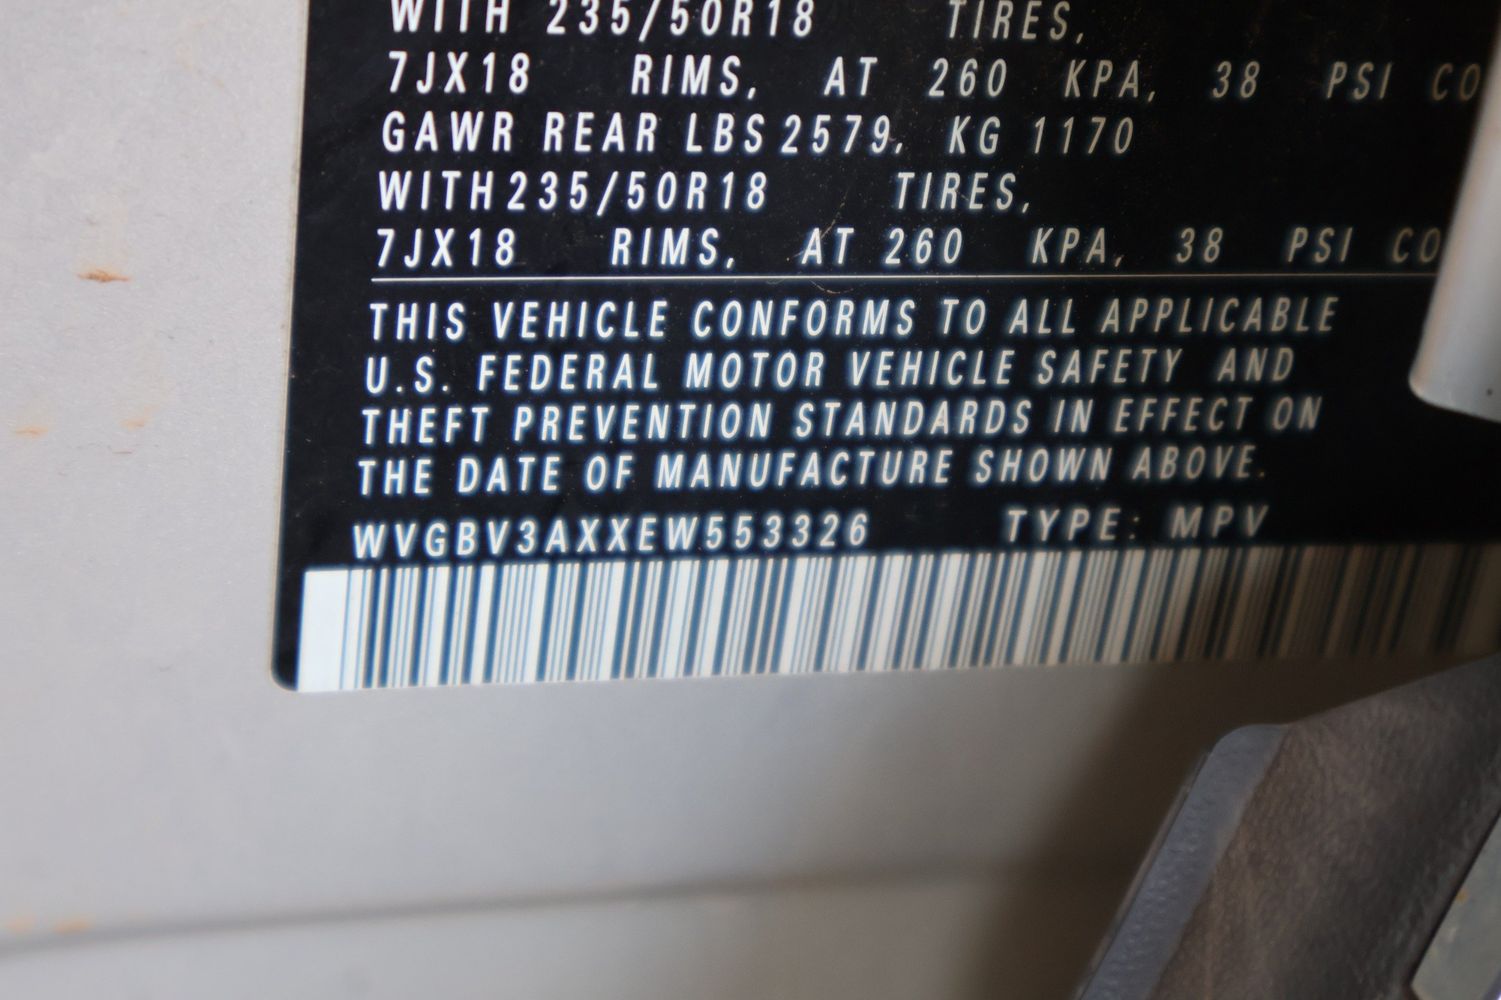 WITH 235/50R18 TIRES,
7JX18 RIMS, AT 260 KPA, 38 PSI CO
GAWR REAR LBS 2579, KG 1170
WITH 235/50R18 TIRES,
7JX18 RIMS, AT 260 KPA, 38 PSI CO
THIS VEHICLE CONFORMS TO ALL APPLICABLE
U.S. FEDERAL MOTOR VEHICLE SAFETY AND
THEFT PREVENTION STANDARDS IN EFFECT ON
THE DATE OF MANUFACTURE SHOWN ABOVE.
WVGBV3AXXEW553326 TYPE: MPV